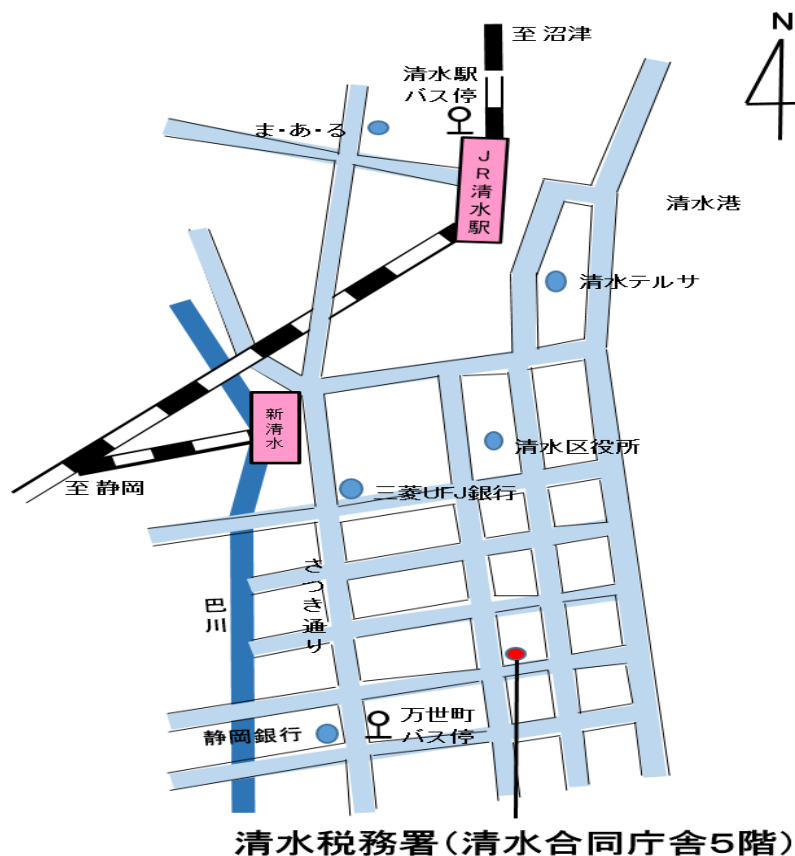 N
至 沼津
清水駅
バス停
ま・あ・る
JR清水駅
清水港
清水テルサ
新清水
清水区役所
至 静岡
三菱UFJ銀行
さつき通り
巴川
万世町
バス停
静岡銀行
清水税務署(清水合同庁舎5階)